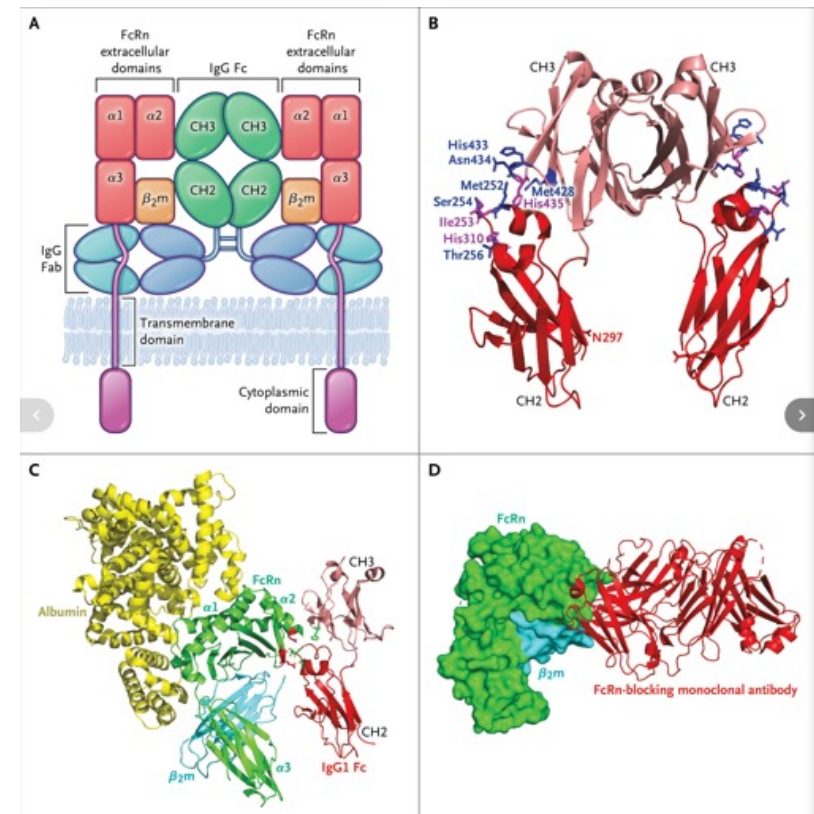 A
FcRn
extracellular
domains
IgG Fc
FcRn
extracellular
domains
α1
α2
CH3
CH3
α2
α1
α3
β₂m
CH2
CH2
β₂m
α3
IgG
Fab
Transmembrane
domain
Cytoplasmic
domain
B
CH3
CH3
His433
Asn434
Met252
Met428
Ser254
His435
Ile253
His310
Thr256
N297
CH2
CH2
C
Albumin
FcRn
α1
α2
CH3
β₂m
α3
CH2
IgG1 Fc
D
FcRn
β₂m
FcRn-blocking monoclonal antibody